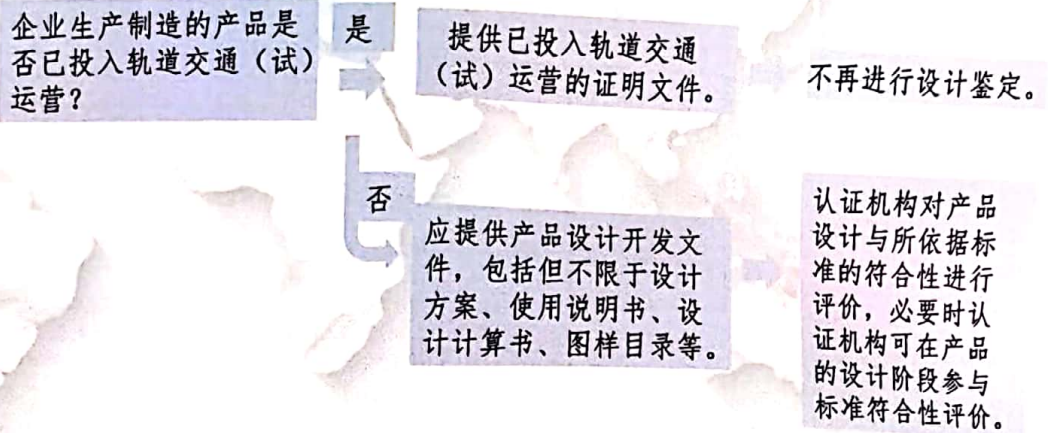 企业生产制造的产品是
否已投入轨道交通（试）
运营？
是
提供已投入轨道交通
（试）运营的证明文件。
不再进行设计鉴定。
否
应提供产品设计开发文
件，包括但不限于设计
方案、使用说明书、设
计计算书、图样目录等。
认证机构对产品
设计与所依据标
准的符合性进行
评价，必要时认
证机构可在产品
的设计阶段参与
标准符合性评价。